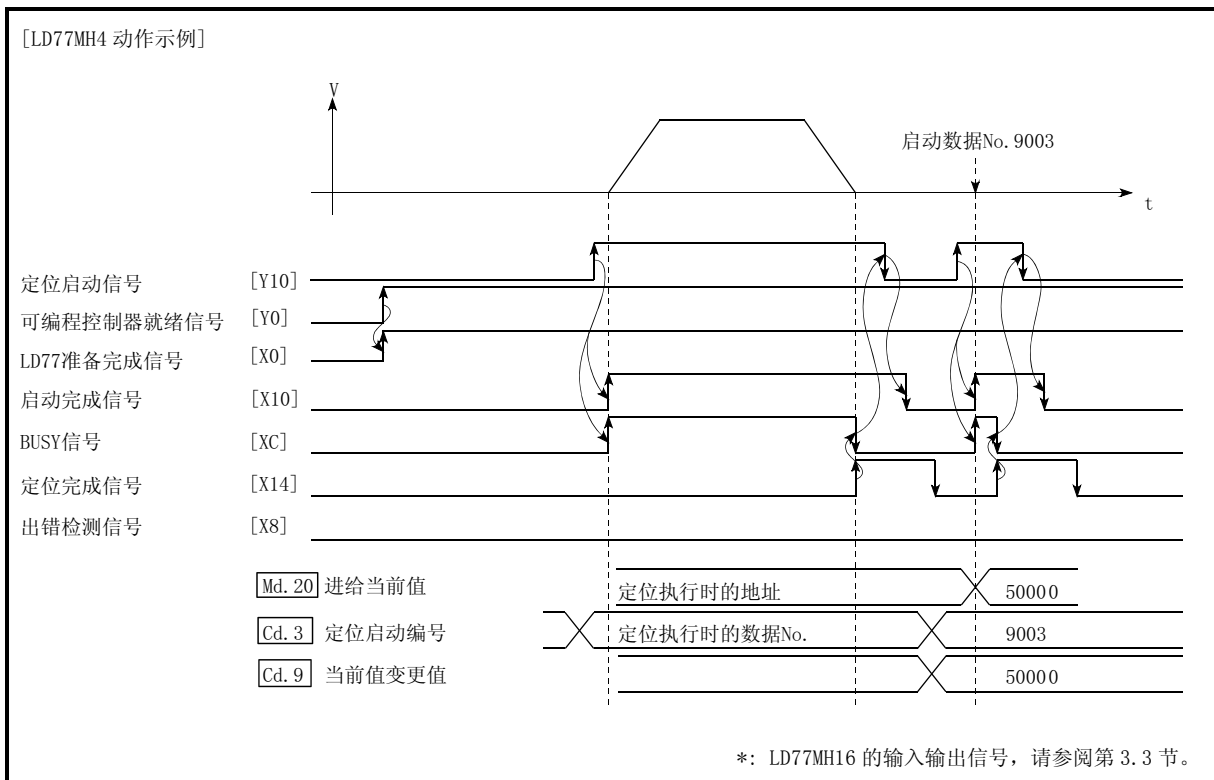 [LD77MH4 动作示例]
V
启动数据No.9003
t
定位启动信号 [Y10]
可编程控制器就绪信号 [Y0]
LD77准备完成信号 [X0]
启动完成信号 [X10]
BUSY信号 [XC]
定位完成信号 [X14]
出错检测信号 [X8]
Md.20 进给当前值 定位执行时的地址 50000
Cd.3 定位启动编号 定位执行时的数据No. 9003
Cd.9 当前值变更值 50000
*: LD77MH16 的输入输出信号，请参阅第 3.3 节。